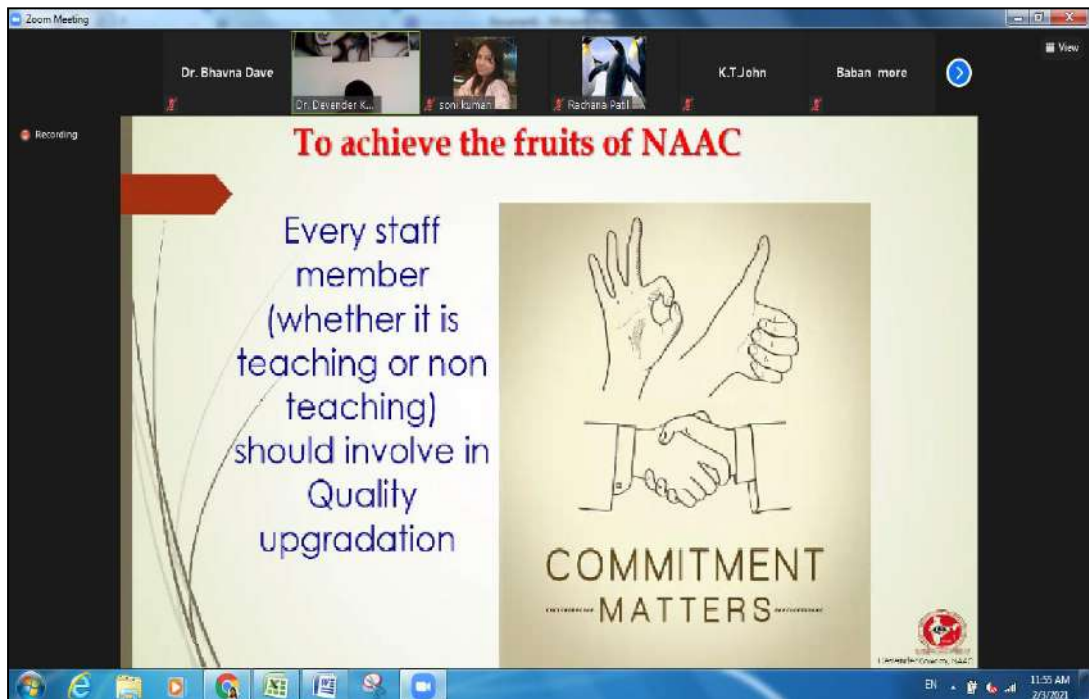 Zoom Meeting
View
Dr. Bhavna Dave
Dr. Devender K...
soni kumari
Rachana Patil
K.T.John
Baban more
Recording
To achieve the fruits of NAAC
Every staff
member
(whether it is
teaching or non
teaching)
should involve in
Quality
upgradation
COMMITMENT
MATTERS
NAAC
EN
11:55 AM
2/3/2021